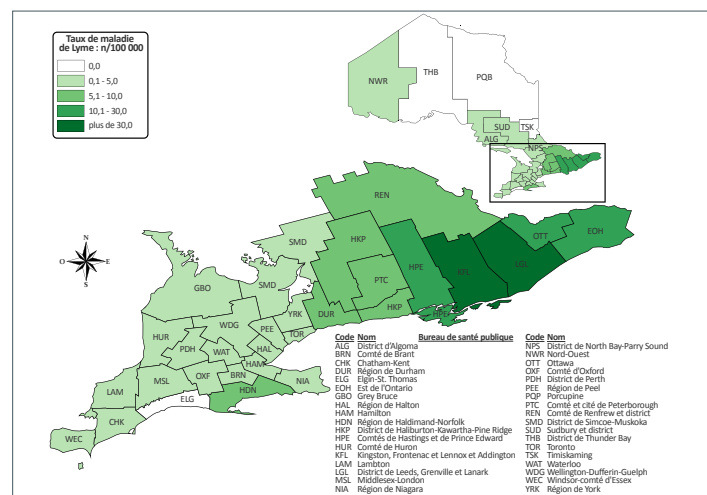 Taux de maladie
de Lyme : n/100 000
0,0
0,1 - 5,0
5,1 - 10,0
10,1 - 30,0
plus de 30,0
NWR
THB
PQB
SUD
TSK
ALG
NPS
N
O
E
S
REN
SMD
HKP
OTT
EOH
GBO
SMD
HPE
KFL
LGL
PTC
YRK
DUR
HKP
HPE
WDG
PEE
TOR
HUR
PDH
WAT
HAL
HAM
MSL
OXF
BRN
NIA
LAM
ELG
HDN
CHK
WEC
Code Nom Bureau de santé publique Code Nom
ALG District d'Algoma NPS District de North Bay-Parry Sound
BRN Comté de Brant NWR Nord-Ouest
CHK Chatham-Kent OTT Ottawa
DUR Région de Durham OXF Comté d'Oxford
ELG Elgin-St. Thomas PDH District de Perth
EOH Est de l'Ontario PEE Région de Peel
GBO Grey Bruce PQP Porcupine
HAL Région de Halton PTC Comté et cité de Peterborough
HAM Hamilton REN Comté de Renfrew et district
HDN Région de Haldimand-Norfolk SMD District de Simcoe-Muskoka
HKP District de Haliburton-Kawartha-Pine Ridge SUD Sudbury et district
HPE Comtés de Hastings et de Prince Edward THB District de Thunder Bay
HUR Comté de Huron TOR Toronto
KFL Kingston, Frontenac et Lennox et Addington TSK Timiskaming
LAM Lambton WAT Waterloo
LGL District de Leeds, Grenville et Lanark WDG Wellington-Dufferin-Guelph
MSL Middlesex-London WEC Windsor-comté d'Essex
NIA Région de Niagara YRK Région de York